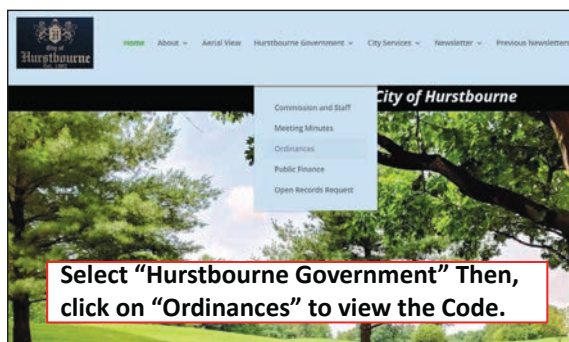 City of
Hurstbourne
Home About Aerial View Hurstbourne Government City Services Newsletter Previous Newsletters
City of Hurstbourne
Commission and Staff
Meeting Minutes
Ordinances
Public Finance
Open Records Request
Select “Hurstbourne Government” Then,
click on “Ordinances” to view the Code.